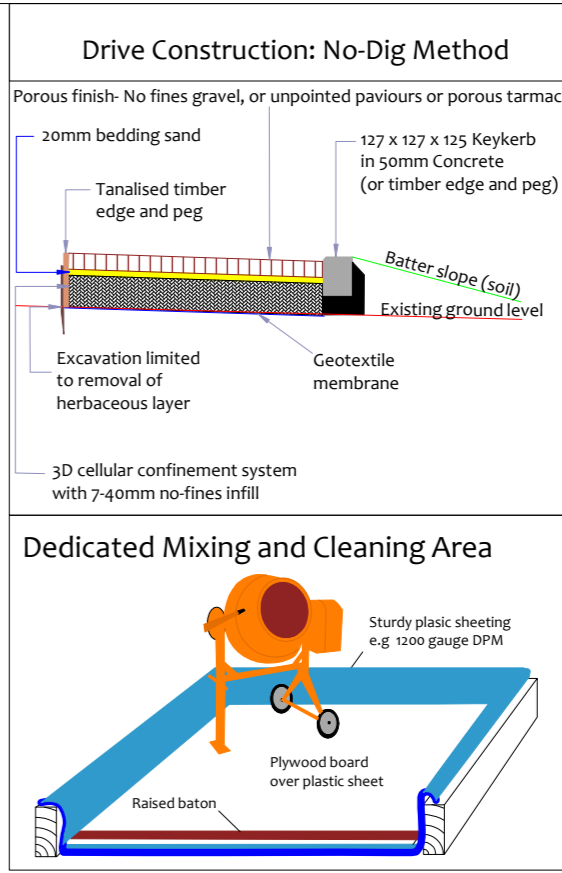 Drive Construction: No-Dig Method
Porous finish- No fines gravel, or unpointed paviours or porous tarmac
20mm bedding sand
127 x 127 x 125 Keykerb
in 50mm Concrete
(or timber edge and peg)
Tanalised timber
edge and peg
Batter slope (soil)
Existing ground level
Excavation limited
to removal of
herbaceous layer
Geotextile
membrane
3D cellular confinement system
with 7-40mm no-fines infill
Dedicated Mixing and Cleaning Area
Sturdy plasic sheeting
e.g 1200 gauge DPM
Plywood board
over plastic sheet
Raised baton